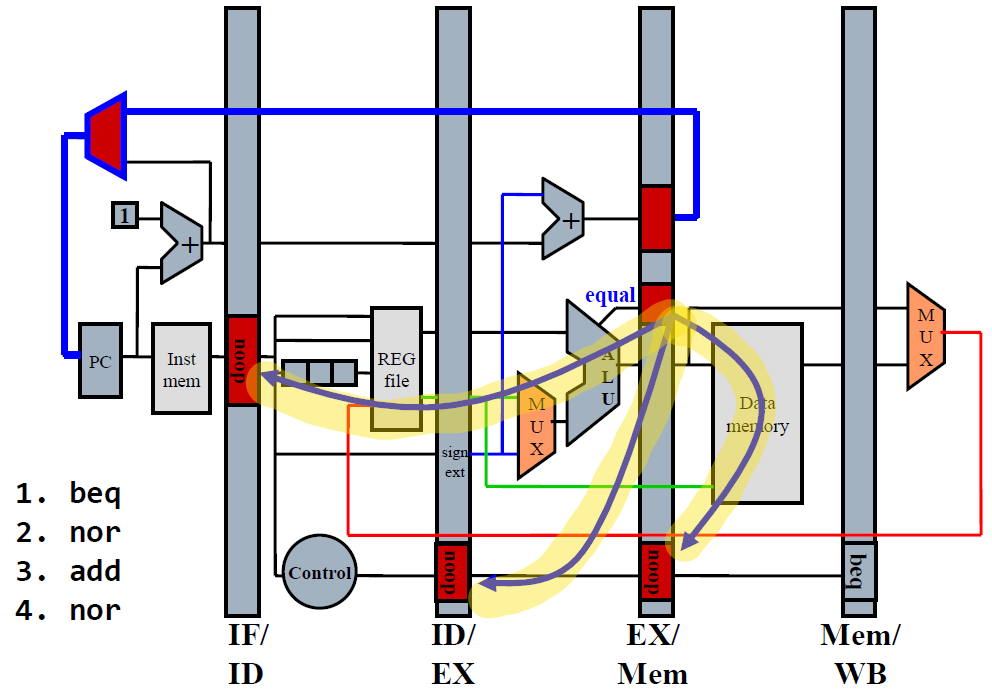 1
+
+
equal
PC
Inst
mem
noop
REG
file
M
U
X
A
L
U
Data
memory
M
U
X
sign
ext
1. beq
2. nor
3. add
4. nor
Control
noop
noop
beq
IF/
ID
ID/
EX
EX/
Mem
Mem/
WB